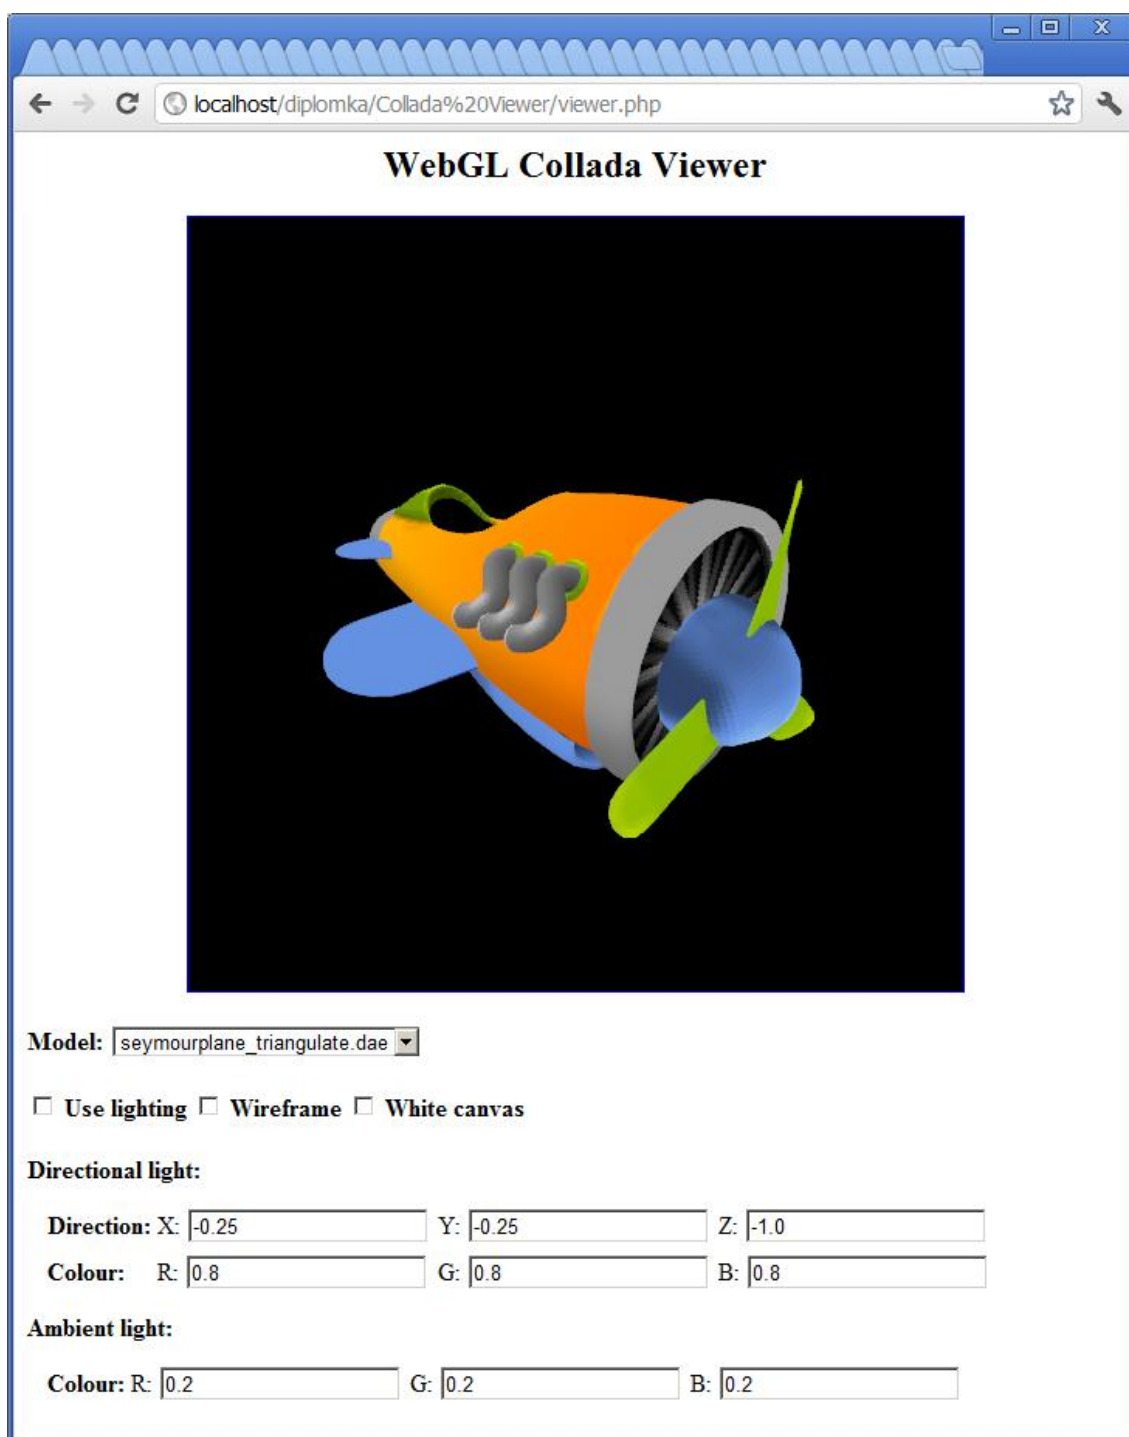 localhost/diplomka/Collada%20Viewer/viewer.php
WebGL Collada Viewer
Model: seymourplane_triangulate.dae
Use lighting Wireframe White canvas
Directional light:
Direction: X: -0.25 Y: -0.25 Z: -1.0
Colour: R: 0.8 G: 0.8 B: 0.8
Ambient light:
Colour: R: 0.2 G: 0.2 B: 0.2